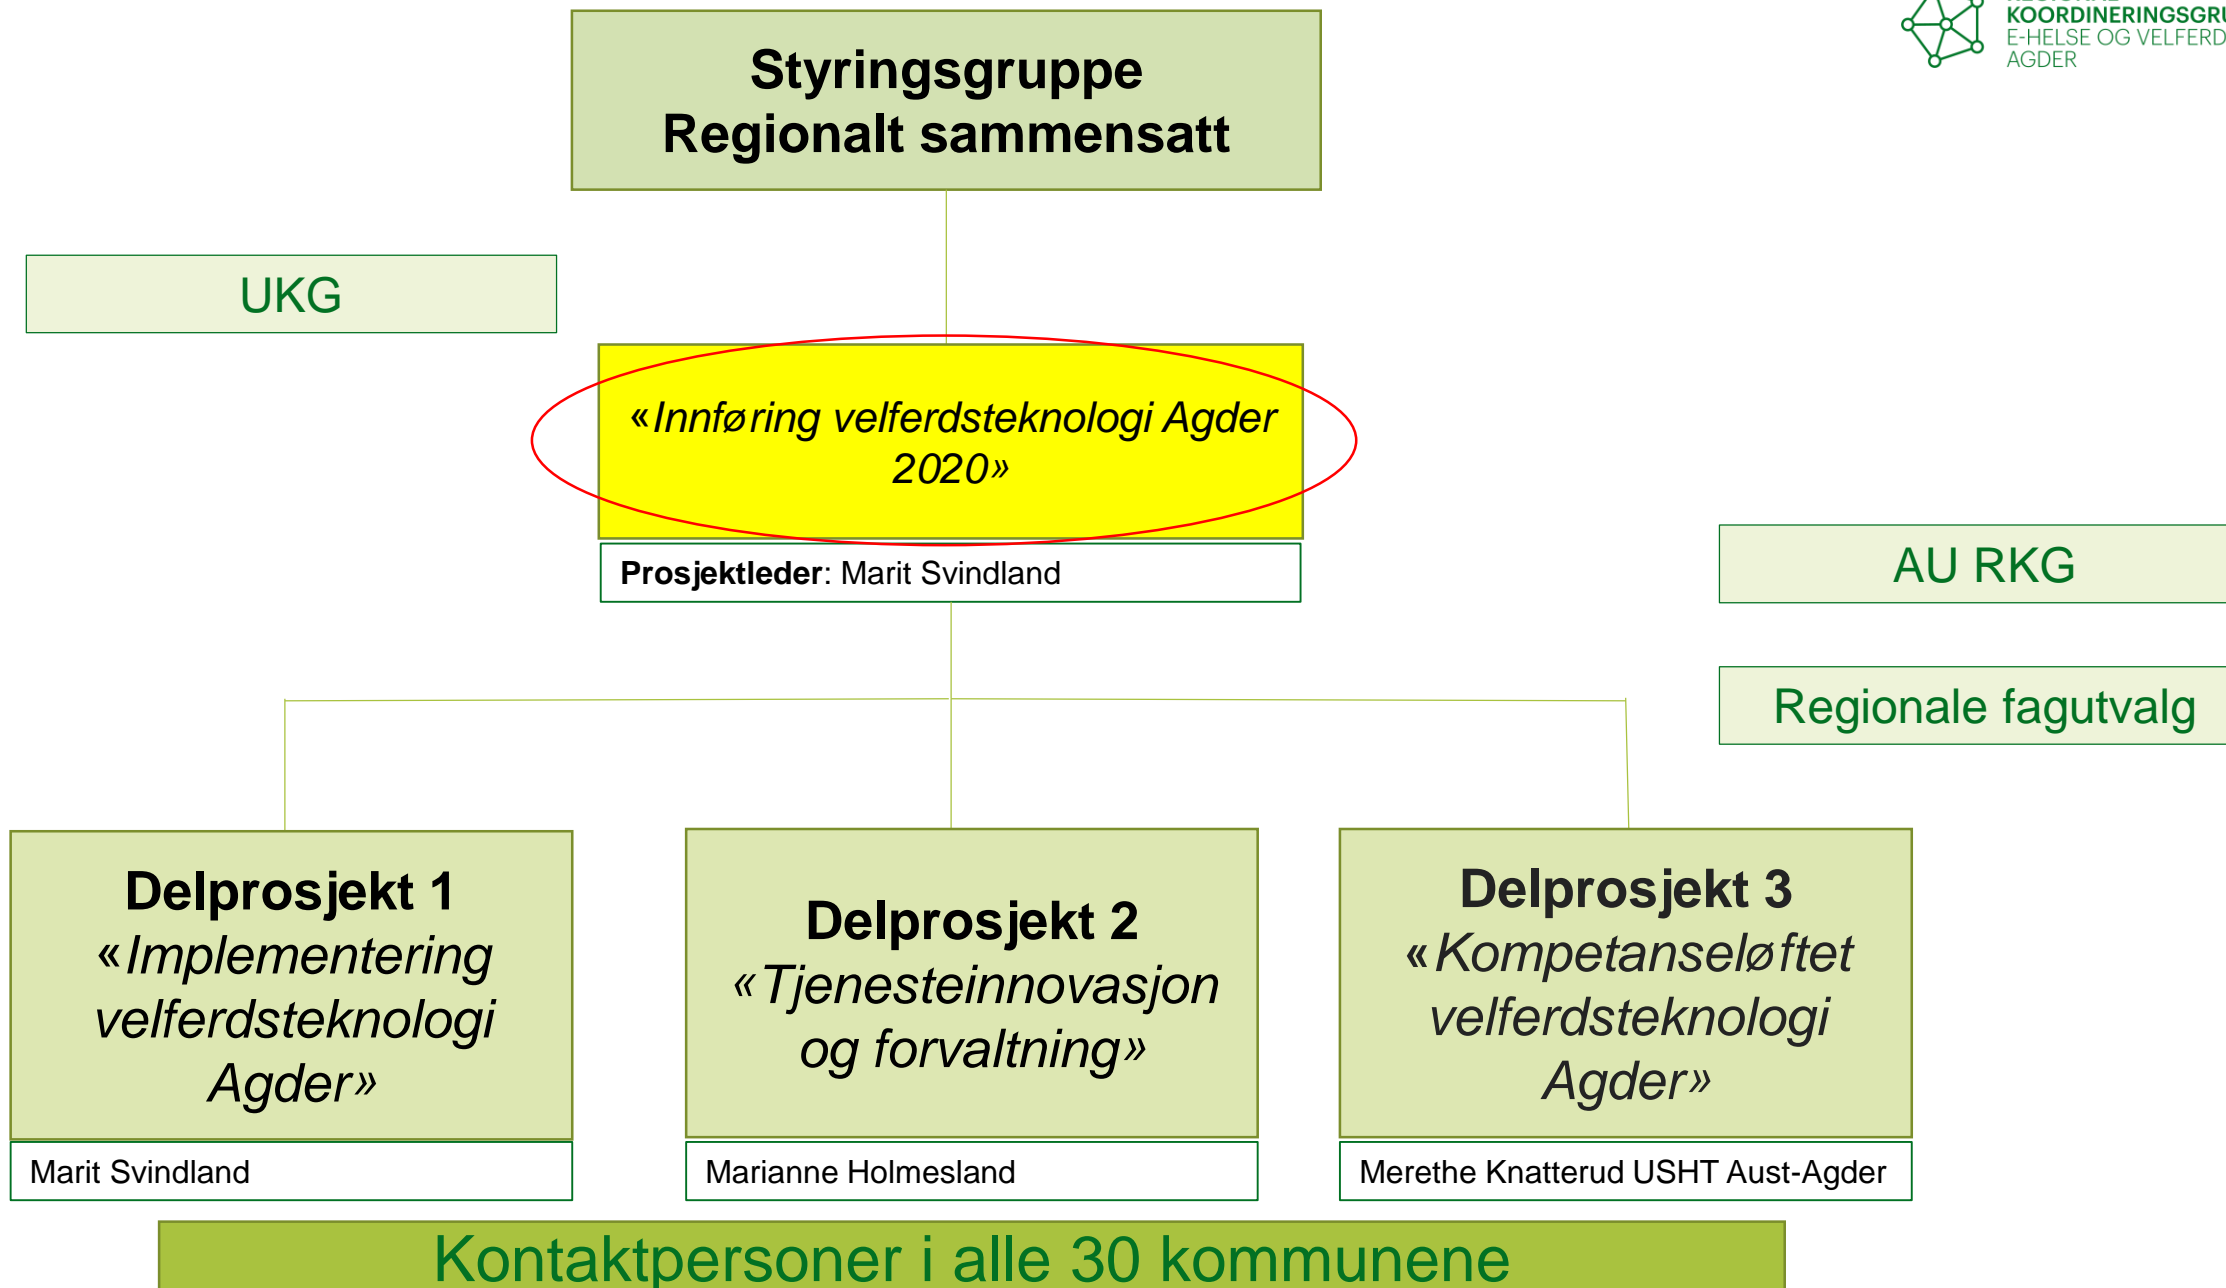 KOORDINERINGSGRU
E-HELSE OG VELFERD
AGDER
Styringsgruppe
Regionalt sammensatt
UKG
«Innføring velferdsteknologi Agder
2020»
Prosjektleder: Marit Svindland
AU RKG
Regionale fagutvalg
Delprosjekt 1
«Implementering
velferdsteknologi
Agder»
Marit Svindland
Delprosjekt 2
«Tjenesteinnovasjon
og forvaltning»
Marianne Holmesland
Delprosjekt 3
«Kompetanseløftet
velferdsteknologi
Agder»
Merethe Knatterud USHT Aust-Agder
Kontaktpersoner i alle 30 kommunene